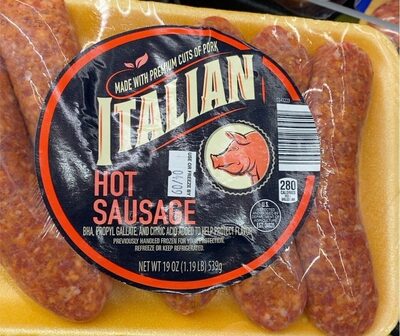 MADE WITH PREMIUM CUTS OF PORK
ITALIAN
HOT
SAUSAGE
USE OR FREEZE BY
280
CALORIES
U.S.
BHA, PROPYL GALLATE, AND CITRIC ACID ADDED TO HELP PROTECT FLAVOR
PREVIOUSLY HANDLED FROZEN FOR YOUR PROTECTION.
REFREEZE OR KEEP REFRIGERATED.
NET WT 19 OZ (1.19 LB) 539g